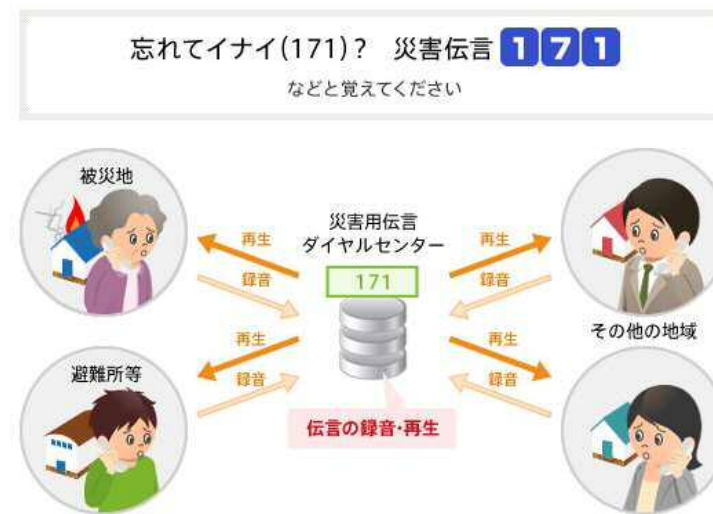 忘れてイナイ(171)? 災害伝言 171
などと覚えてください
被災地
災害用伝言
ダイヤルセンター
171
再生
録音
再生
録音
再生
録音
再生
録音
その他の地域
避難所等
伝言の録音・再生